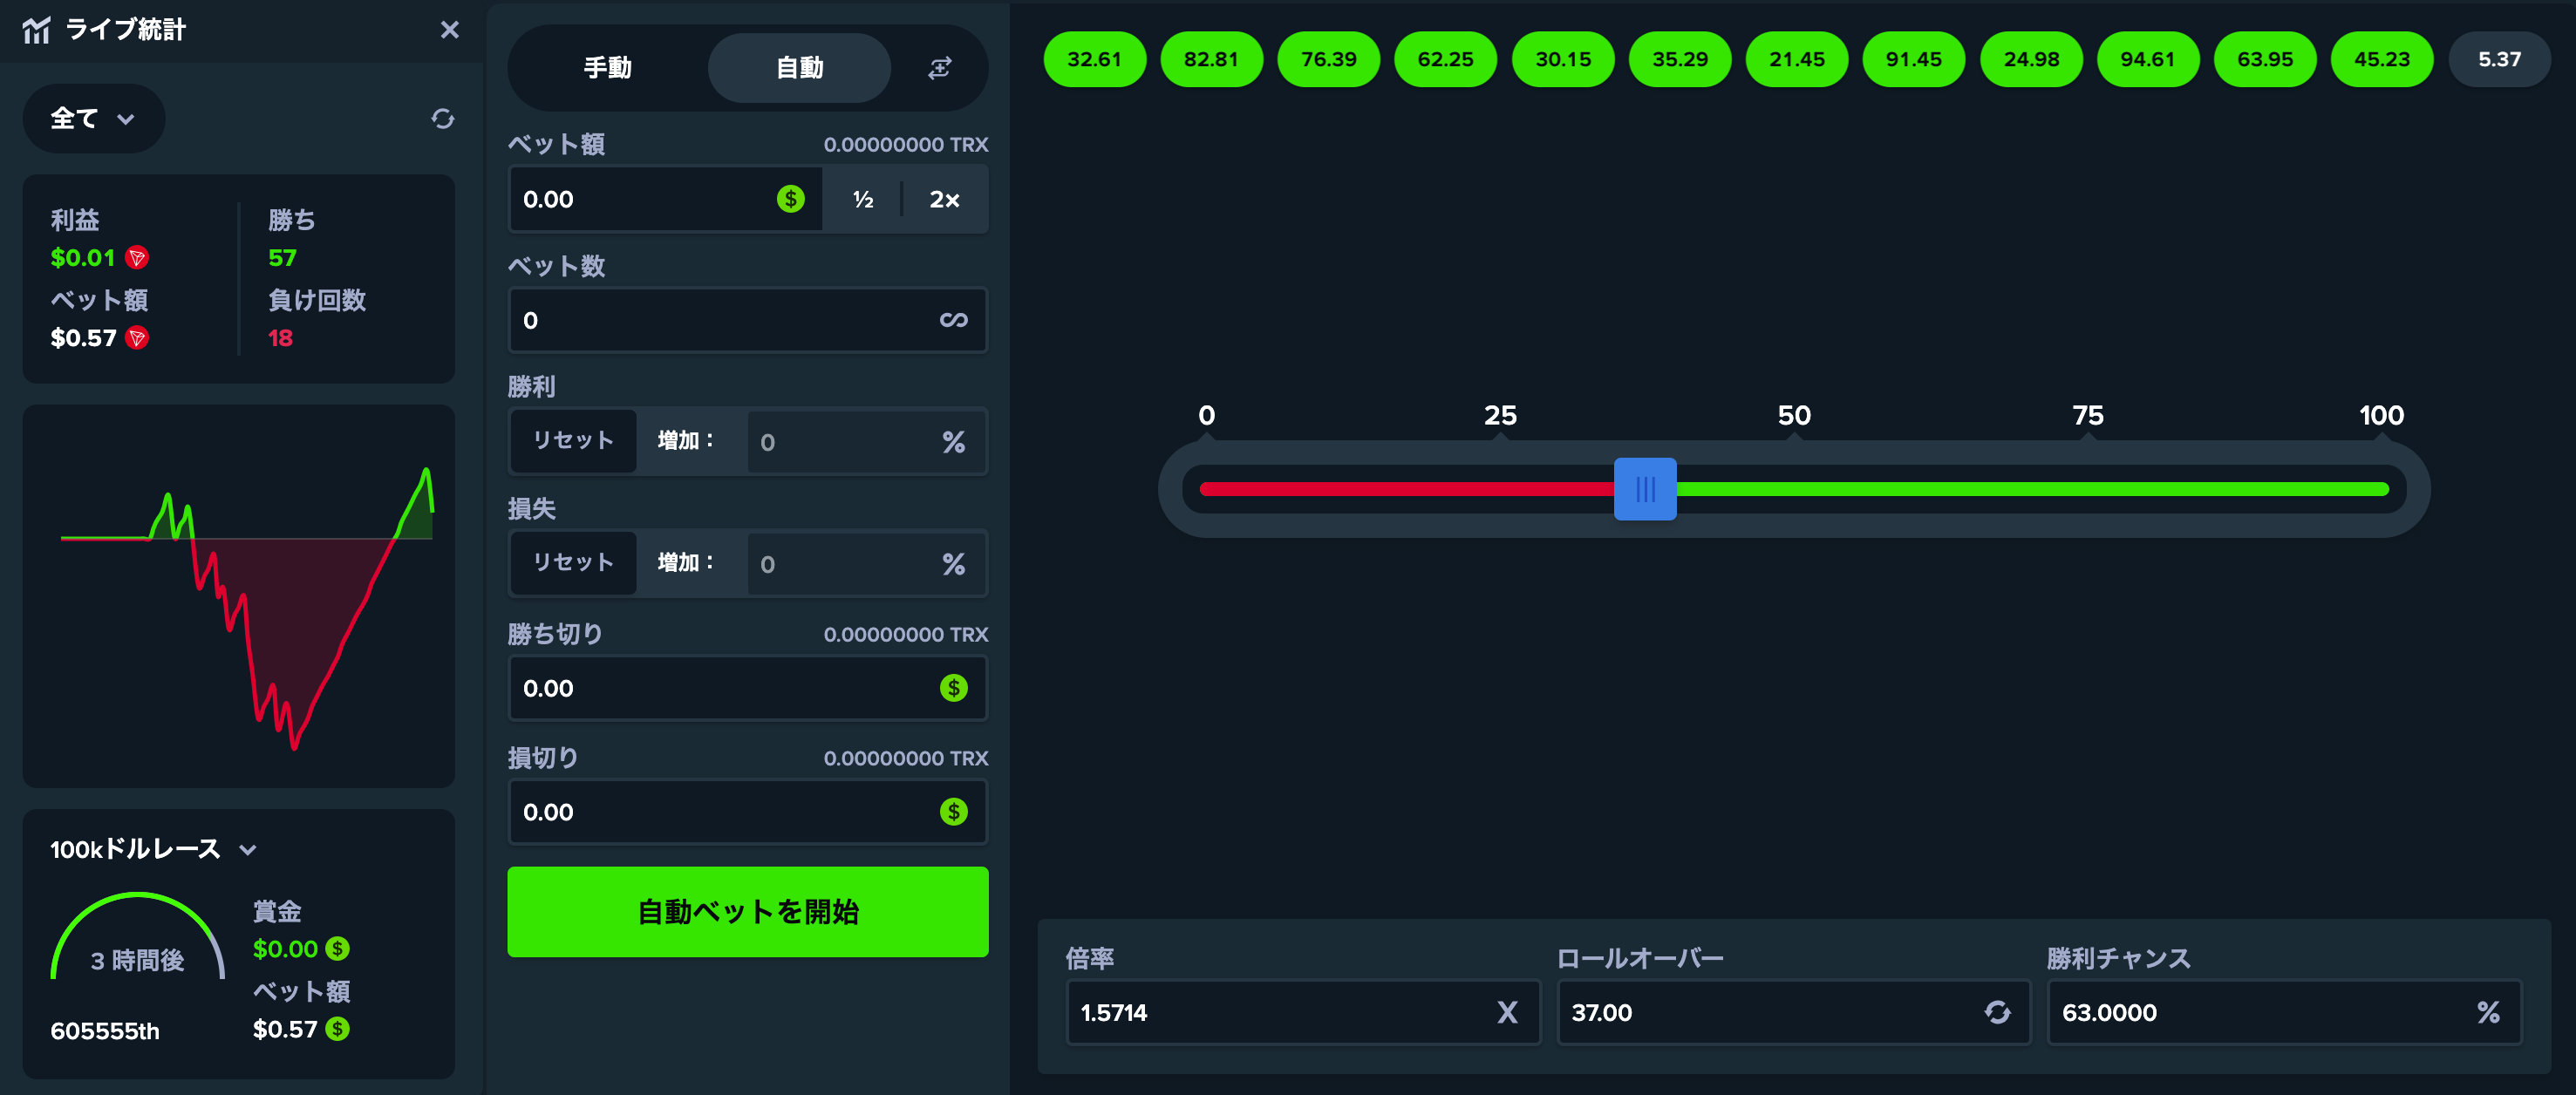 ライブ統計
全て
利益
$0.01
勝ち
57
ベット額
$0.57
負け回数
18
100kドルレース
3 時間後
605555th
賞金
$0.00
ベット額
$0.57
手動
自動
ベット額 0.00000000 TRX
0.00 ½ 2×
ベット数
0
勝利
リセット 増加： 0 %
損失
リセット 増加： 0 %
勝ち切り 0.00000000 TRX
0.00
損切り 0.00000000 TRX
0.00
自動ベットを開始
32.61 82.81 76.39 62.25 30.15 35.29 21.45 91.45 24.98 94.61 63.95 45.23 5.37
0 25 50 75 100
倍率
1.5714
ロールオーバー
37.00
勝利チャンス
63.0000 %